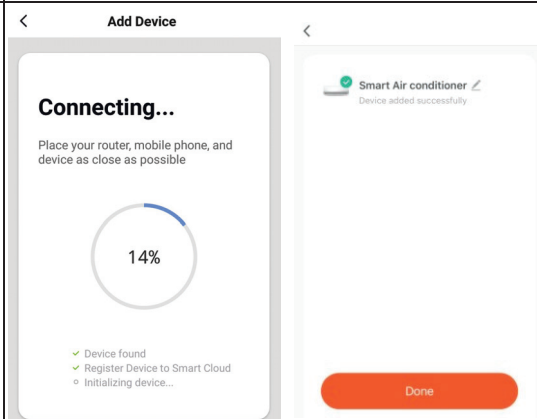 Add Device
Connecting...
Place your router, mobile phone, and
device as close as possible
14%
Device found
Register Device to Smart Cloud
Initializing device...
Smart Air conditioner
Device added successfully
Done